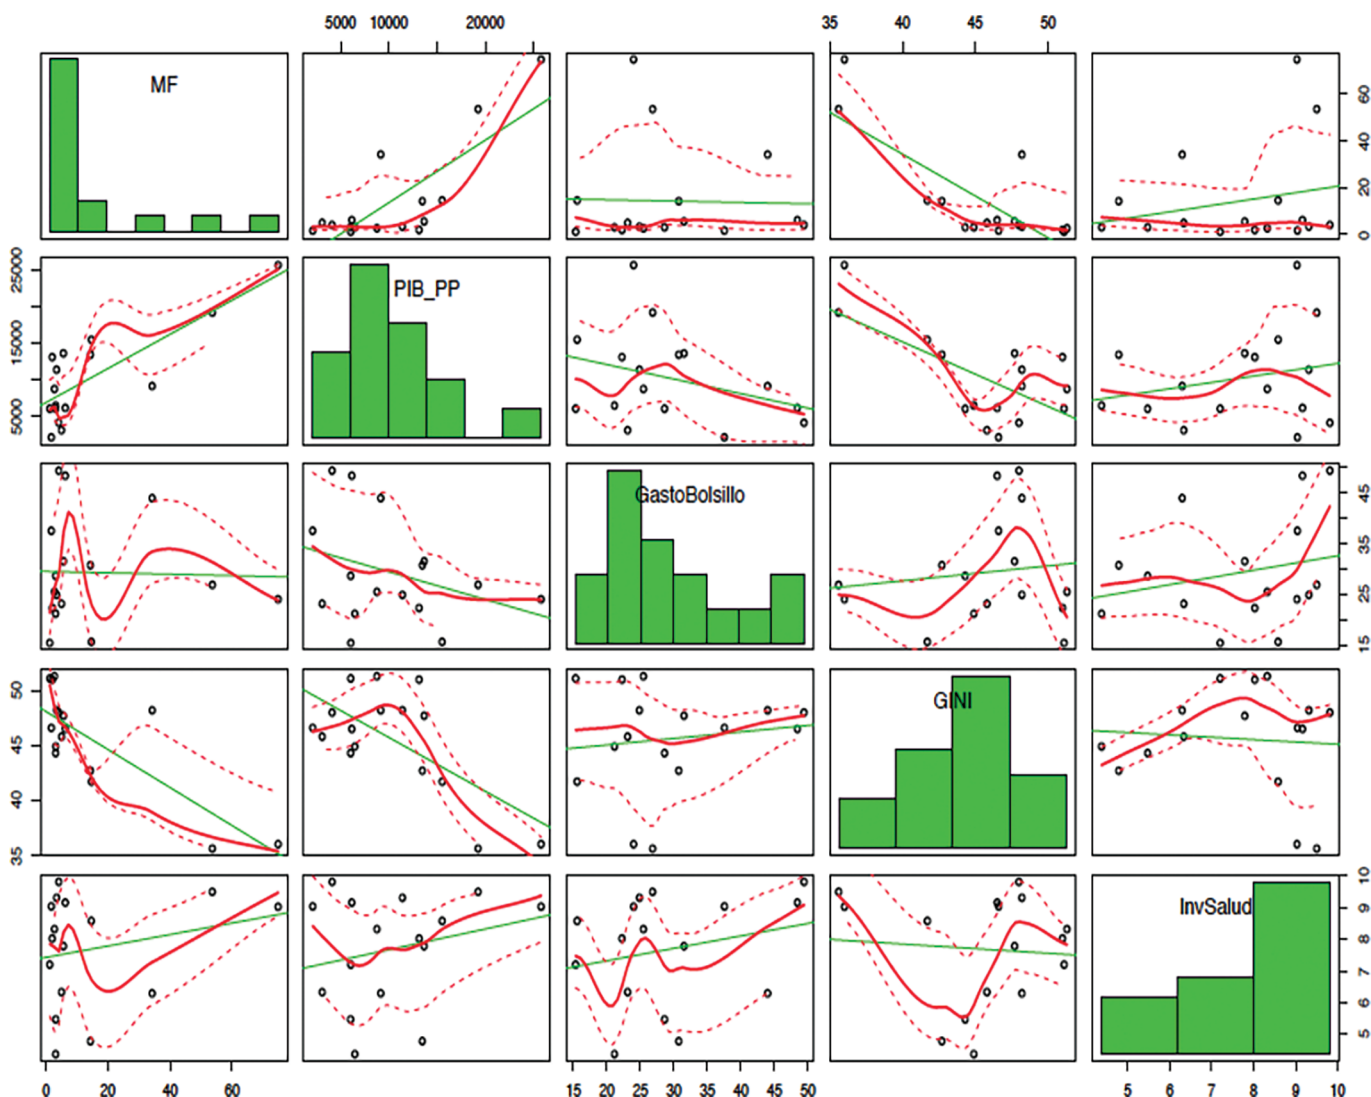 5000 10000 20000
35 40 45 50
MF
0 20 40 60
5000 15000 25000
PIB_PP
GastoBolsillo
15 25 35 45
35 40 45 50
GINI
InvSalud
5 6 7 8 9 10
0 20 40 60
15 20 25 30 35 40 45 50
5 6 7 8 9 10